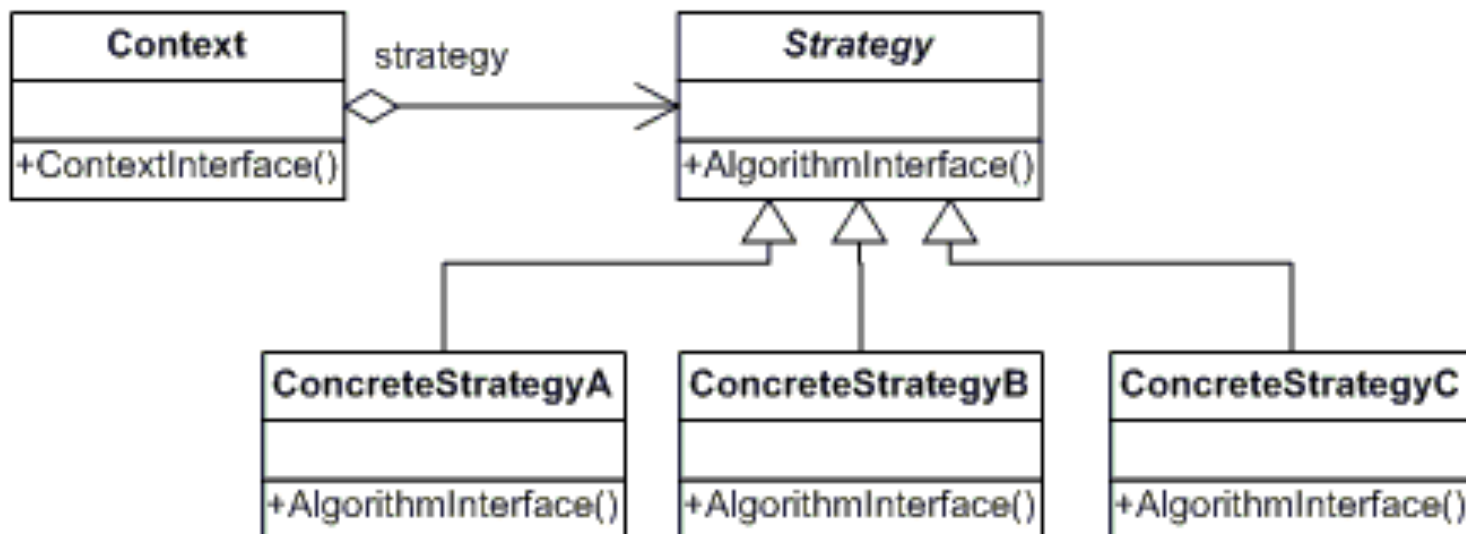 Context
strategy
Strategy
+ContextInterface()
+AlgorithmInterface()
ConcreteStrategyA
ConcreteStrategyB
ConcreteStrategyC
+AlgorithmInterface()
+AlgorithmInterface()
+AlgorithmInterface()